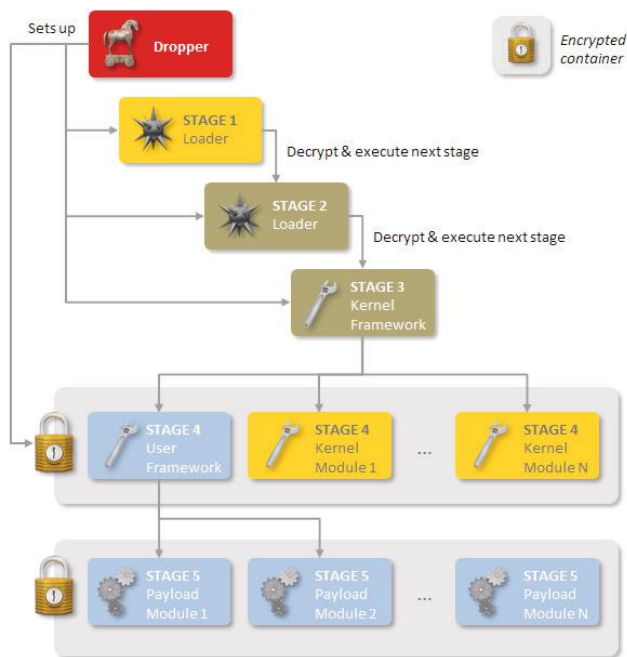 Sets up
Dropper
Encrypted
container
STAGE 1
Loader
Decrypt & execute next stage
STAGE 2
Loader
Decrypt & execute next stage
STAGE 3
Kernel
Framework
STAGE 4
User
Framework
STAGE 4
Kernel
Module 1
...
STAGE 4
Kernel
Module N
STAGE 5
Payload
Module 1
STAGE 5
Payload
Module 2
...
STAGE 5
Payload
Module N